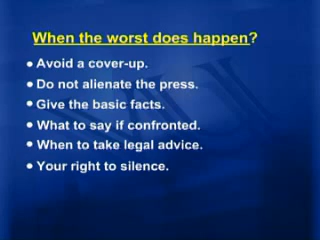 When the worst does happen?
• Avoid a cover-up.
• Do not alienate the press.
• Give the basic facts.
• What to say if confronted.
• When to take legal advice.
• Your right to silence.